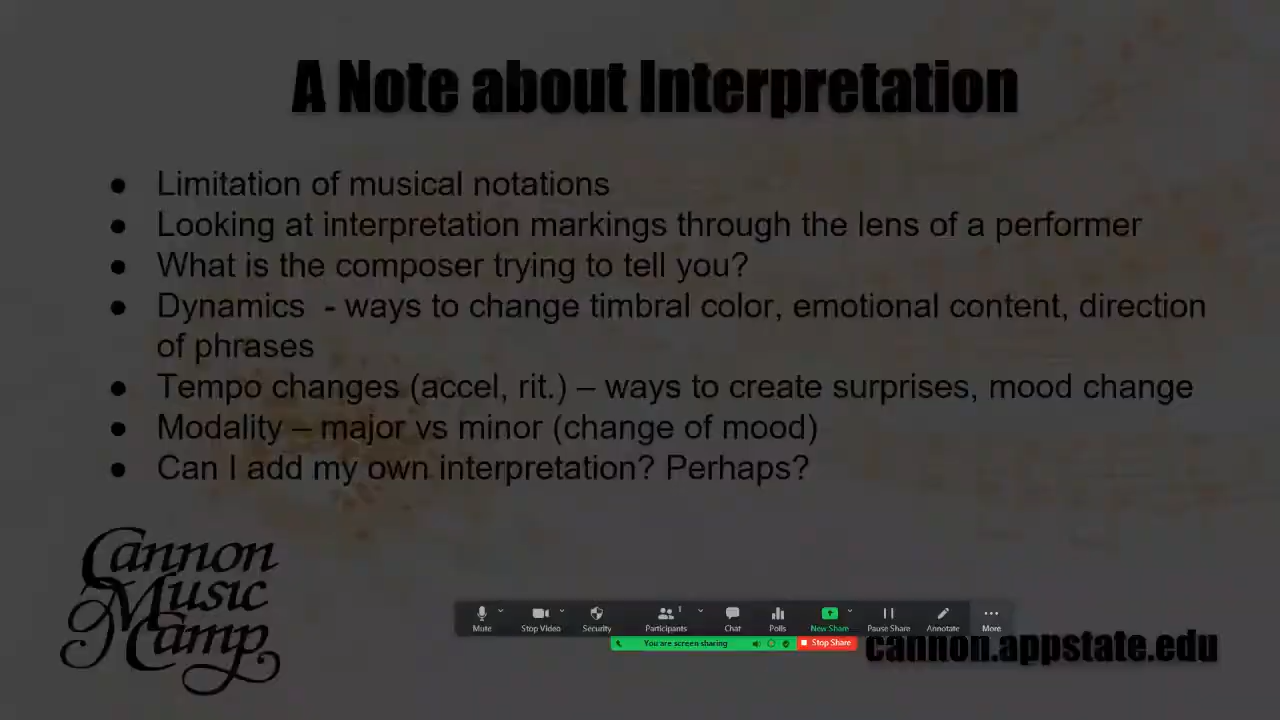 A Note about Interpretation
● Limitation of musical notations
● Looking at interpretation markings through the lens of a performer
● What is the composer trying to tell you?
● Dynamics - ways to change timbral color, emotional content, direction
of phrases
● Tempo changes (accel, rit.) – ways to create surprises, mood change
● Modality – major vs minor (change of mood)
● Can I add my own interpretation? Perhaps?
Cannon
Music
Camp
1
Mute Stop Video Security Participants Chat Polls New Share Pause Share Annotate More
You are screen sharing Stop Share
cannon.appstate.edu